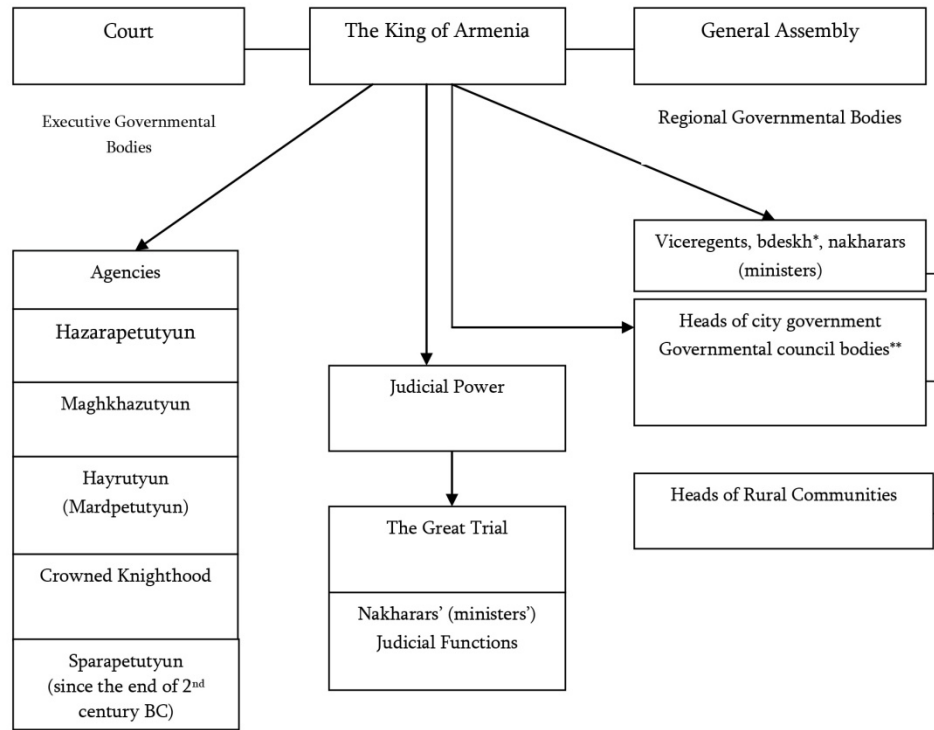 Court
The King of Armenia
General Assembly
Executive Governmental
Bodies
Regional Governmental Bodies
Agencies
Hazarapetutyun
Maghkhazutyun
Hayrutyun
(Mardpetutyun)
Crowned Knighthood
Sparapetutyun
(since the end of 2nd
century BC)
Judicial Power
The Great Trial
Nakharars’ (ministers’)
Judicial Functions
Viceregents, bdeskh*, nakharars
(ministers)
Heads of city government
Governmental council bodies**
Heads of Rural Communities